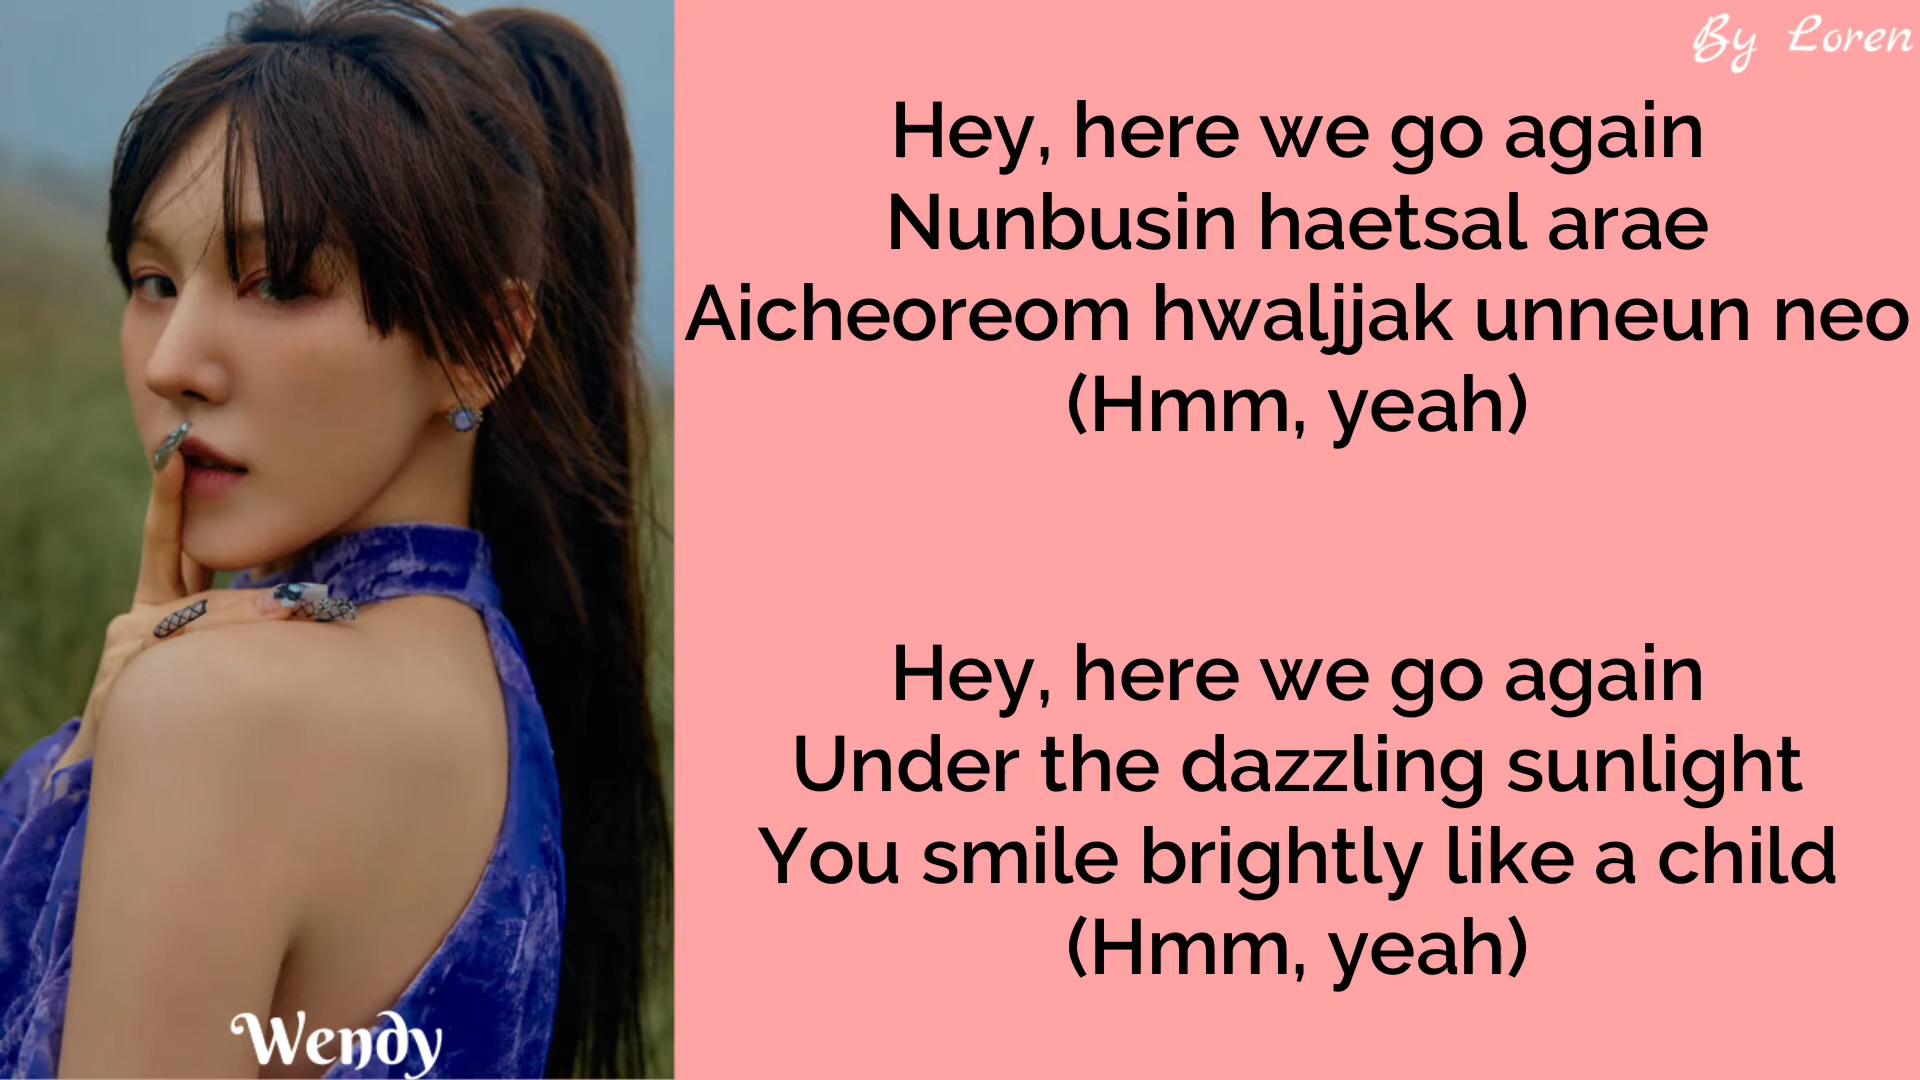 By Loren
Hey, here we go again
Nunbusin haetsal arae
Aicheoreom hwaljjak unneun neo
(Hmm, yeah)
Hey, here we go again
Under the dazzling sunlight
You smile brightly like a child
(Hmm, yeah)
Wendy